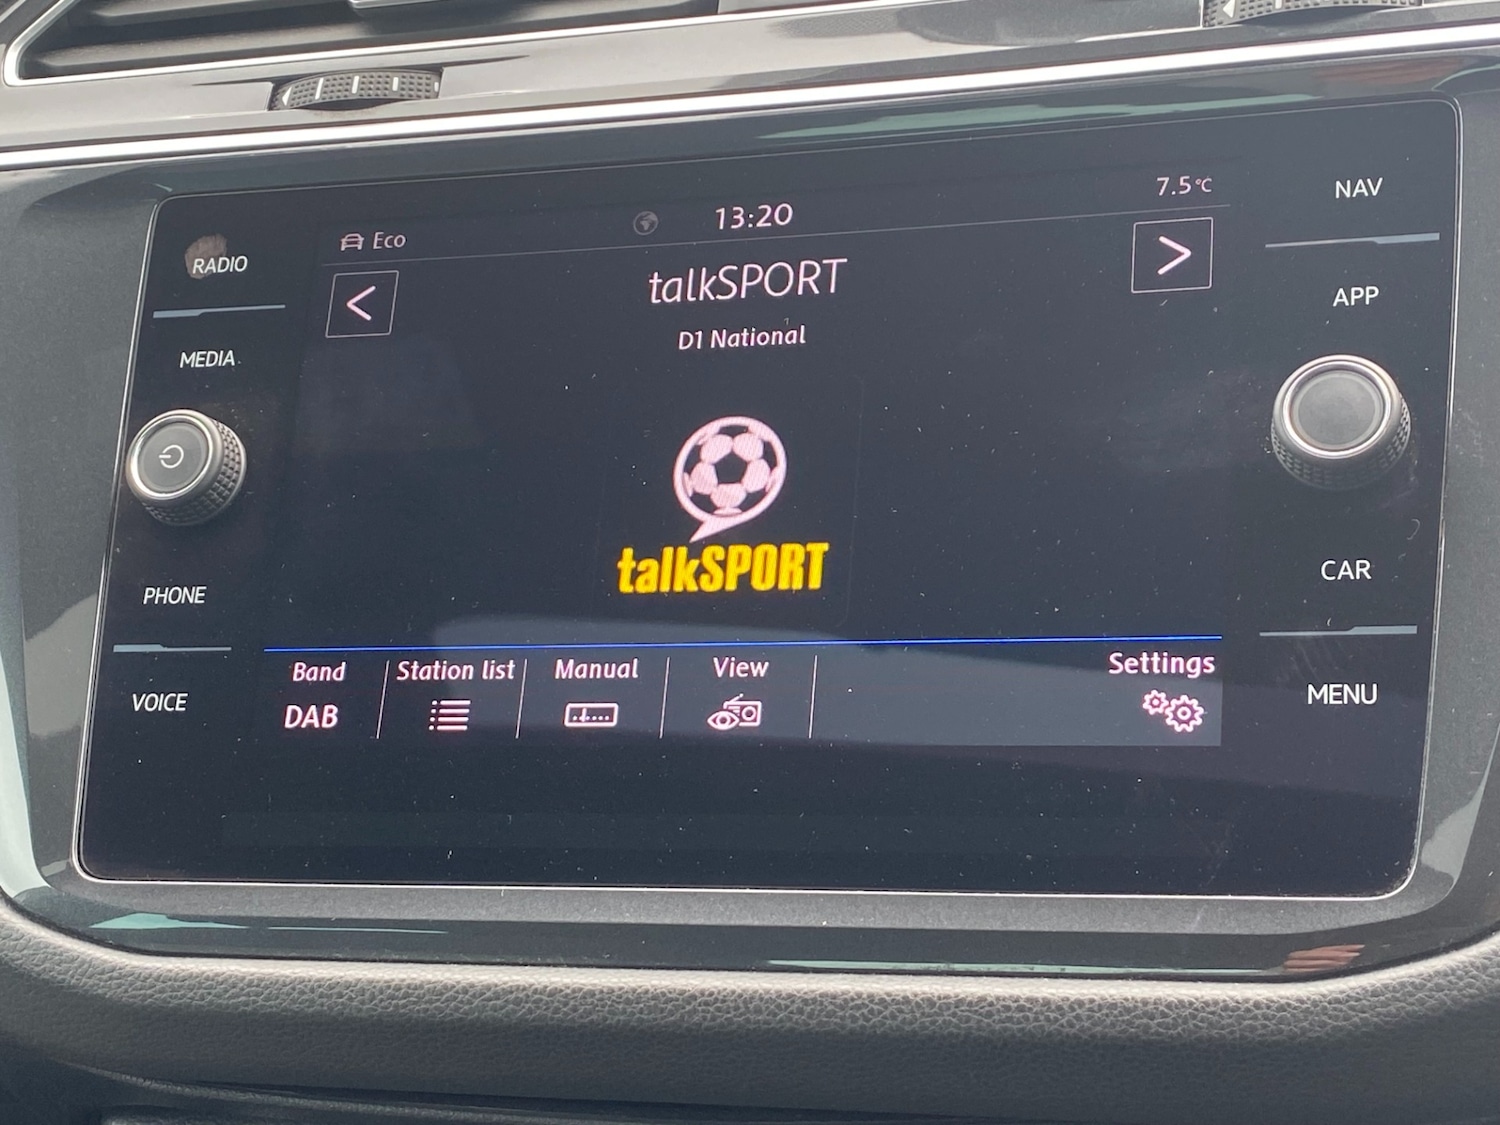 7.5°C
NAV
13:20
Eco
RADIO
talkSPORT
APP
D1 National
MEDIA
talkSPORT
CAR
PHONE
Band
Station list
Manual
View
Settings
DAB
VOICE
MENU